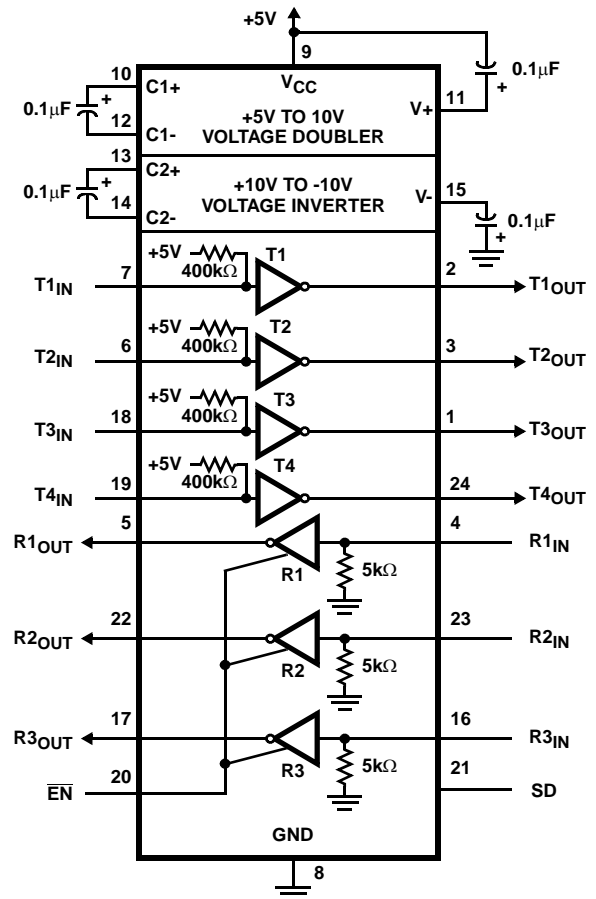 +5V
9
0.1µF
10
C1+
VCC
+
0.1µF
+
+5V TO 10V
VOLTAGE DOUBLER
V+
11
12
C1-
13
C2+
+
0.1µF
+10V TO -10V
VOLTAGE INVERTER
V-
15
14
C2-
0.1µF
+
+5V
400kΩ
T1
T1IN
7
2
T1OUT
+5V
400kΩ
T2
T2IN
6
3
T2OUT
+5V
400kΩ
T3
T3IN
18
1
T3OUT
+5V
400kΩ
T4
T4IN
19
24
T4OUT
R1OUT
5
4
R1IN
R1
5kΩ
R2OUT
22
23
R2IN
R2
5kΩ
R3OUT
17
16
R3IN
R3
5kΩ
20
E̅N̅
21
SD
GND
8